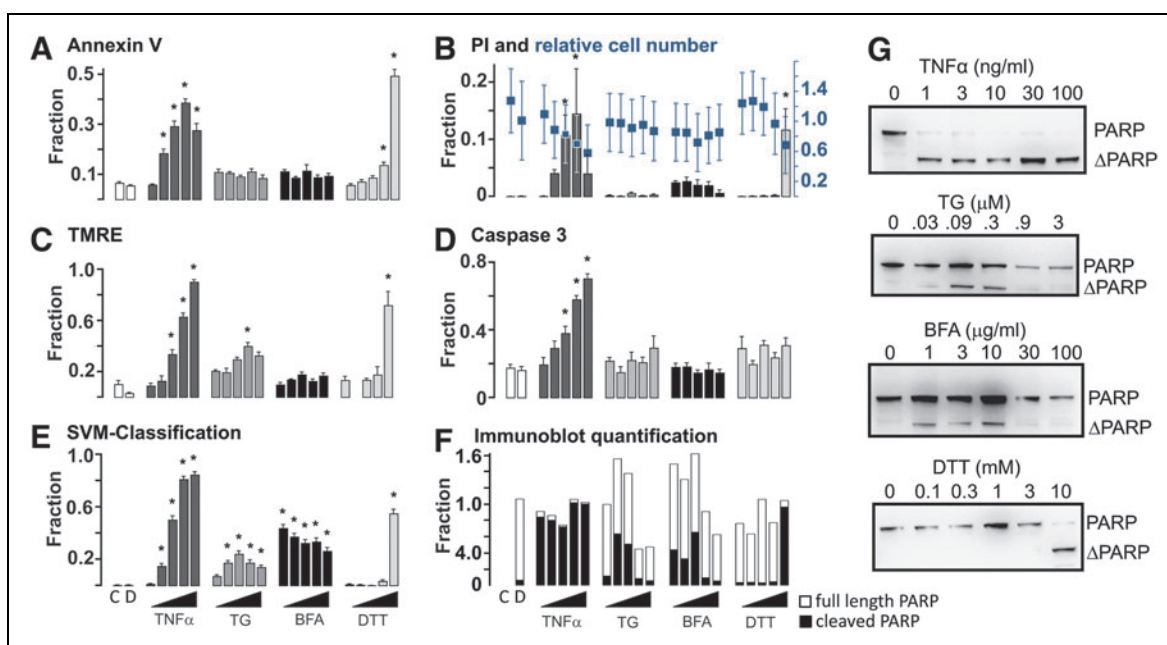 A Annexin V
Fraction
0.5
0.3
0.1
* * * * *
B PI and relative cell number
Fraction
0.2
0.1
0
* * *
1.4
1.0
0.6
0.2
C TMRE
Fraction
1.0
0.6
0.2
* * * * *
D Caspase 3
Fraction
0.8
0.4
0
* * *
E SVM-Classification
Fraction
1.0
0.6
0.2
* * * * * * * * * * * * * *
C D
TNFα TG BFA DTT
F Immunoblot quantification
Fraction
1.6
1.0
4.0
0
C D
TNFα TG BFA DTT
full length PARP
cleaved PARP
G
TNFα (ng/ml)
0 1 3 10 30 100
PARP
ΔPARP
TG (μM)
0 .03 .09 .3 .9 3
PARP
ΔPARP
BFA (μg/ml)
0 1 3 10 30 100
PARP
ΔPARP
DTT (mM)
0 0.1 0.3 1 3 10
PARP
ΔPARP